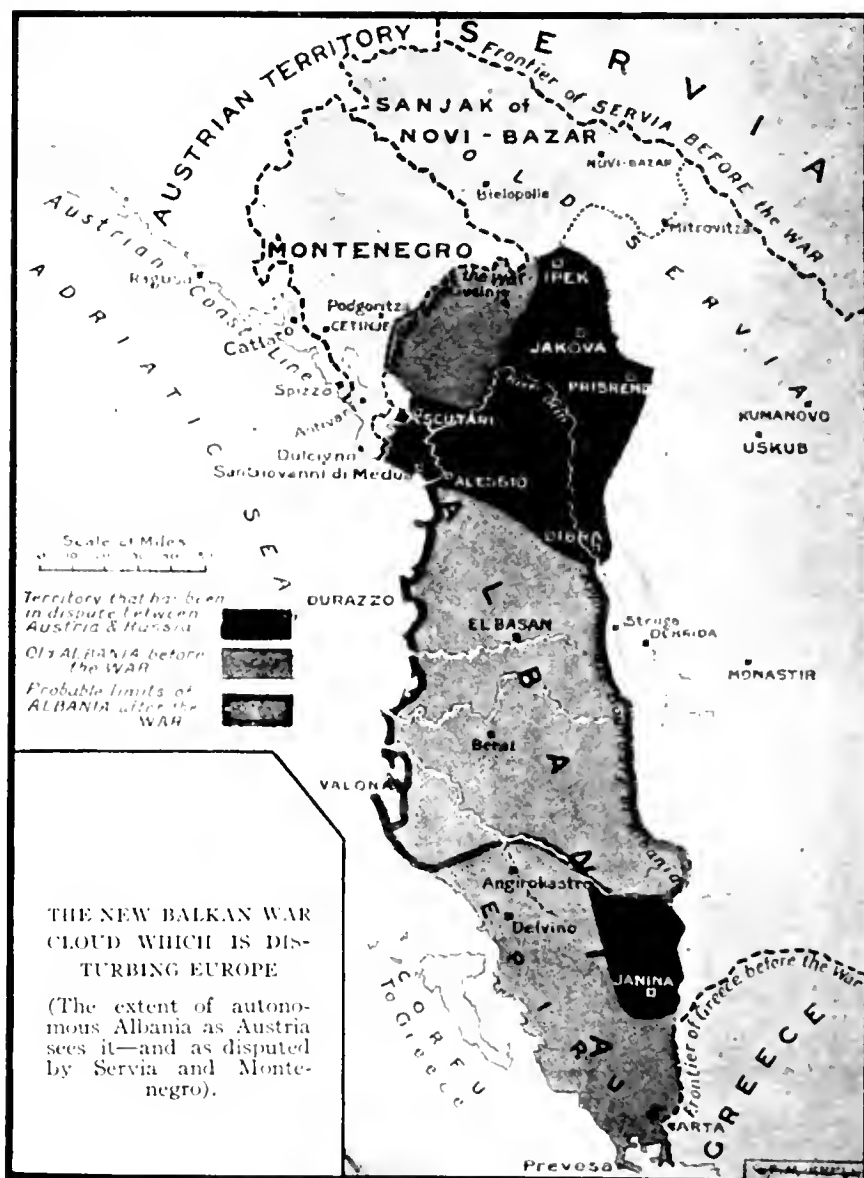 SERVIA
AUSTRIAN TERRITORY
Frontier of SERVIA BEFORE the WAR
SANJAK of
NOVI-BAZAR
NOVI-BAZAR
OLD SERVIA
Bielopolle
Mitrovitza
MONTENEGRO
Austrian Coast Line
ADRIATIC SEA
Ragusa
IPEK
Podgoritza
CETINJE
Cattaro
JAKOVA
PRISREND
Spizza
Antivari
SCUTARI
KUMANOVO
USKUB
Dulcigno
San Giovanni di Medua
ALESSIO
DIBRA
Scale of Miles
Territory that has been
in dispute between
Austria & Russia
ALBANIA before
the WAR
Probable limits of
ALBANIA after the
WAR
DURAZZO
ALBANIA
EL BASAN
Struga
OCHRIDA
MONASTIR
Berat
VALONA
Angirokastro
Delvino
EPIRUS
JANINA
CORFU
To Greece
Frontier of Greece before the War
GREECE
ARTA
Prevesa
THE NEW BALKAN WAR
CLOUD WHICH IS DIS-
TURBING EUROPE
(The extent of autono-
mous Albania as Austria
sees it—and as disputed
by Servia and Monte-
negro).